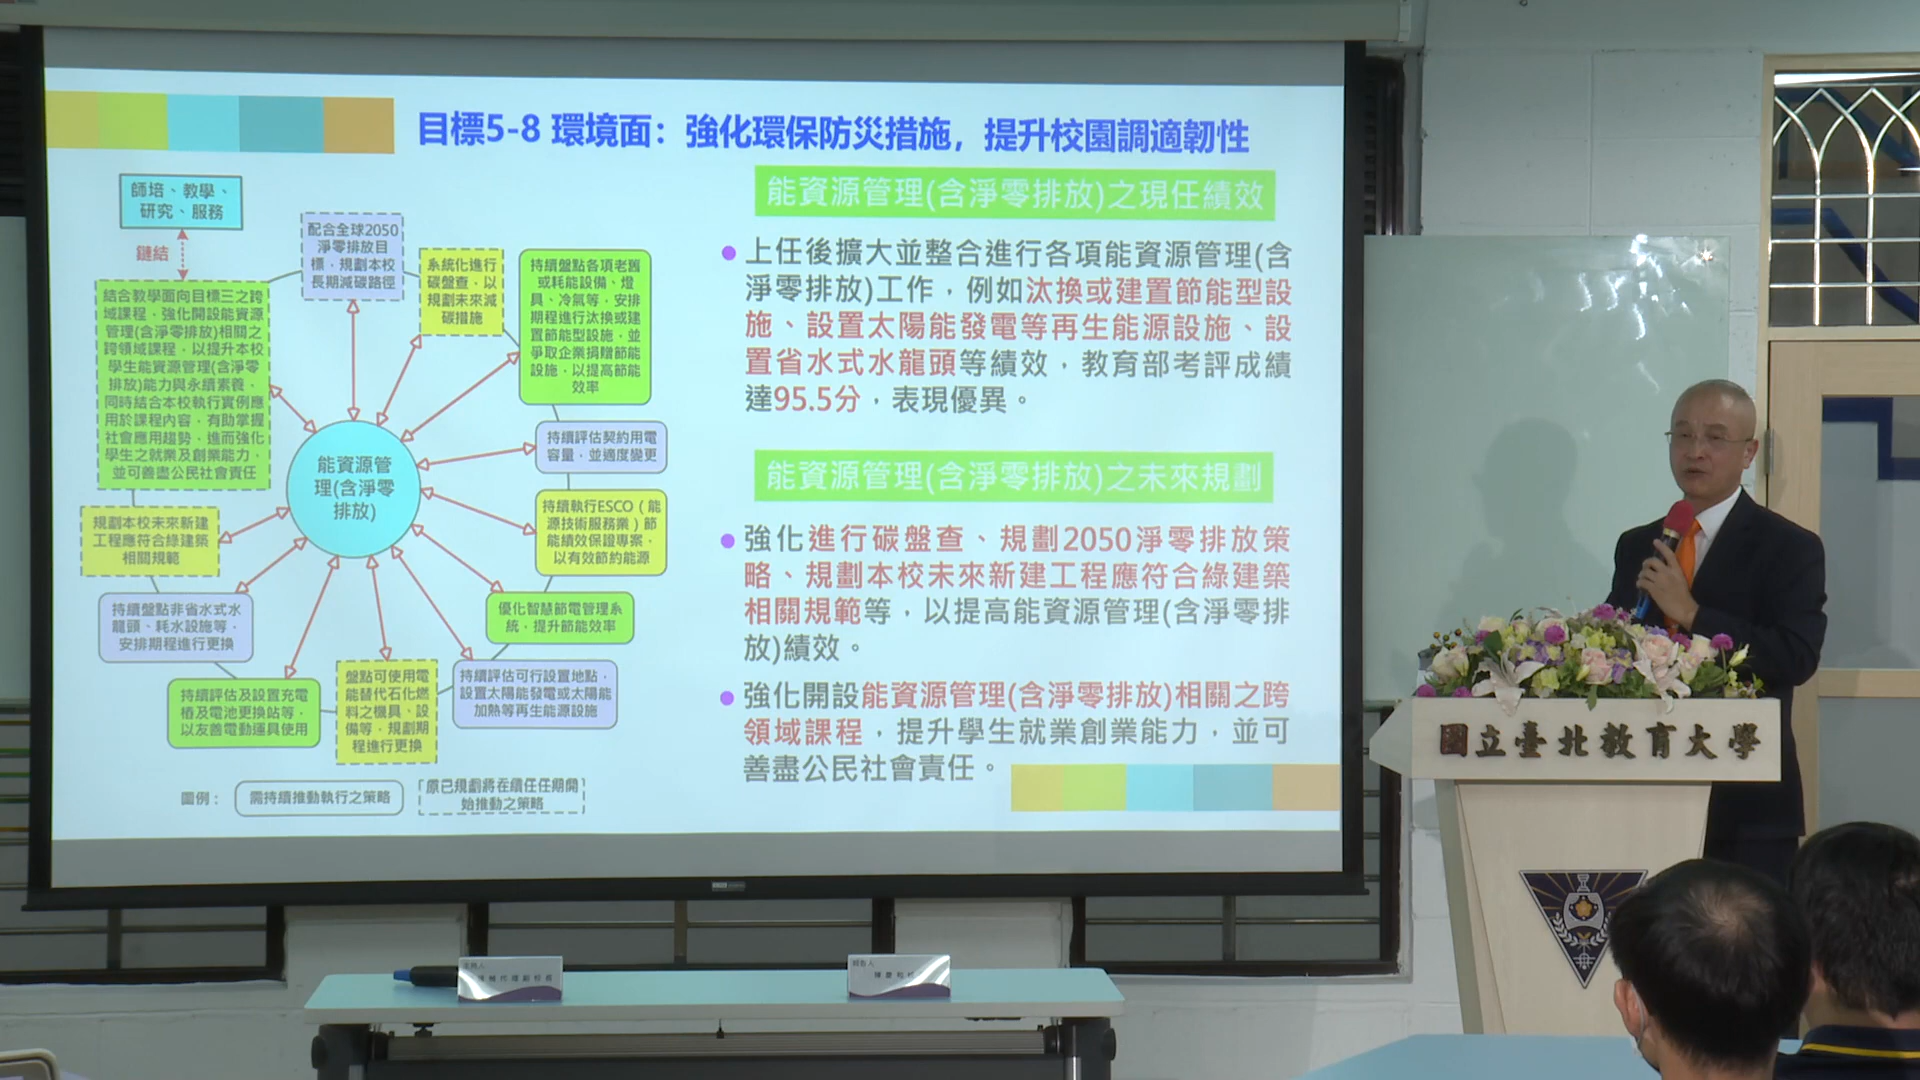 目標5-8 環境面：強化環保防災措施，提升校園調適韌性
師培、教學、
研究、服務
鏈結
配合全球2050
淨零排放目
標，規劃本校
長期減碳路徑
系統化進行
碳盤查，以
規劃未來減
碳措施
持續盤點各項老舊
或耗能設備、燈
具、冷氣等，安排
期程進行汰換或建
置節能型設施，並
爭取企業捐贈節能
設施，以提高節能
效率
持續評估契約用電
容量，並適度變更
持續執行ESCO（能
源技術服務業）節
能績效保證專案，
以有效節約能源
優化智慧節電管理系
統，提升節能效率
持續評估可行設置地點，
設置太陽能發電或太陽能
加熱等再生能源設施
盤點可使用電
能替代石化燃
料之機具、設
備等，規劃期
程進行更換
持續評估及設置充電
樁及電池更換站等，
以友善電動運具使用
持續盤點非省水式水
龍頭、耗水設施等，
安排期程進行更換
規劃本校未來新建
工程應符合綠建築
相關規範
結合教學面向目標三之跨
域課程，強化開設能資源
管理(含淨零排放)相關之
跨領域課程，以提升本校
學生能資源管理(含淨零
排放)能力與永續素養，
同時結合本校執行實例應
用於課程內容，有助掌握
社會應用趨勢，進而強化
學生之就業及創業能力，
並可善盡公民社會責任
能資源管
理(含淨零
排放)
圖例：
需持續推動執行之策略
原已規劃將在續任任期開
始推動之策略
能資源管理(含淨零排放)之現任績效
上任後擴大並整合進行各項能資源管理(含
淨零排放)工作，例如汰換或建置節能型設
施、設置太陽能發電等再生能源設施、設
置省水式水龍頭等績效，教育部考評成績
達95.5分，表現優異。
能資源管理(含淨零排放)之未來規劃
強化進行碳盤查、規劃2050淨零排放策
略、規劃本校未來新建工程應符合綠建築
相關規範等，以提高能資源管理(含淨零排
放)績效。
強化開設能資源管理(含淨零排放)相關之跨
領域課程，提升學生就業創業能力，並可
善盡公民社會責任。
國立臺北教育大學